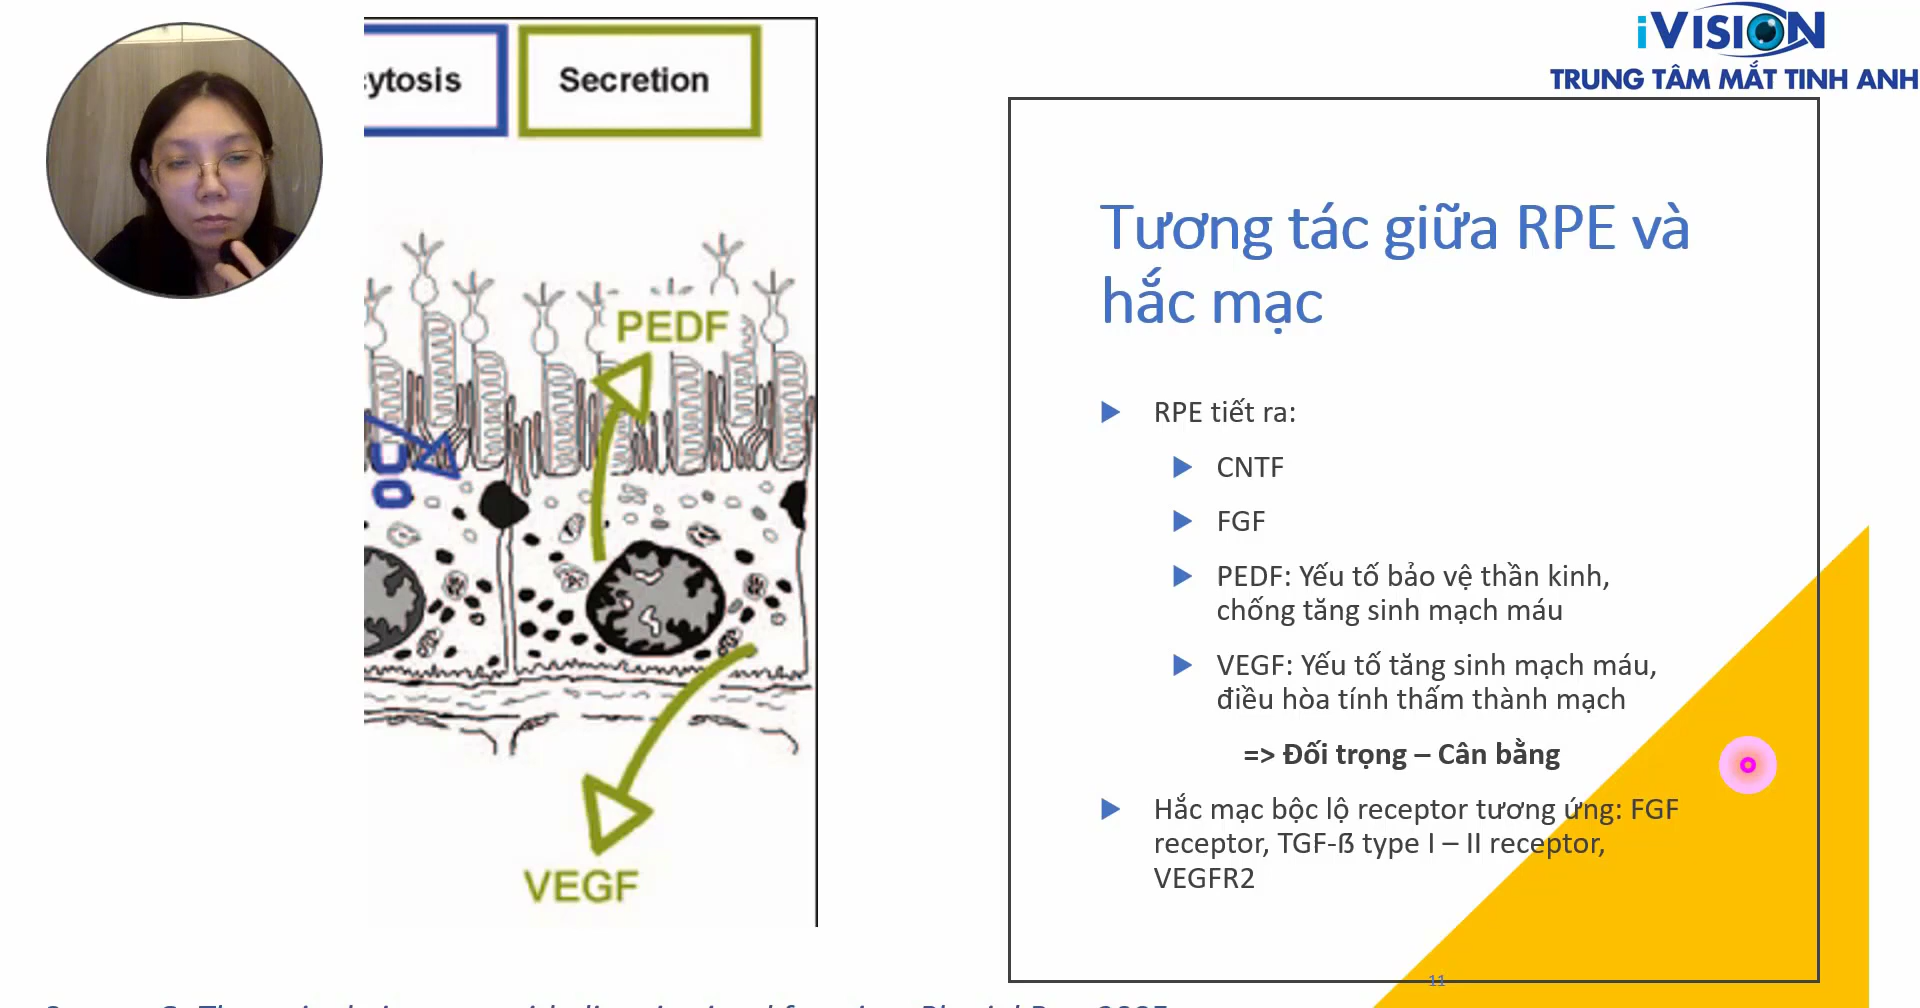 iVISION
TRUNG TÂM MẮT TINH ANH
cytosis
Secretion
PEDF
VEGF
Tương tác giữa RPE và
hắc mạc
RPE tiết ra:
CNTF
FGF
PEDF: Yếu tố bảo vệ thần kinh,
chống tăng sinh mạch máu
VEGF: Yếu tố tăng sinh mạch máu,
điều hòa tính thấm thành mạch
=> Đối trọng – Cân bằng
Hắc mạc bộc lộ receptor tương ứng: FGF
receptor, TGF-ß type I – II receptor,
VEGFR2
11